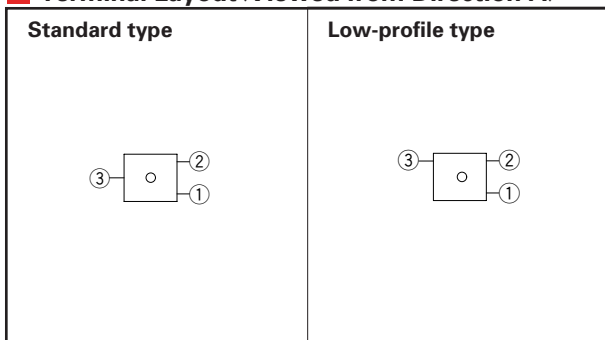 Terminal Layout (Viewed from Direction A)
Standard type
Low-profile type
③ ② ①
③ ② ①